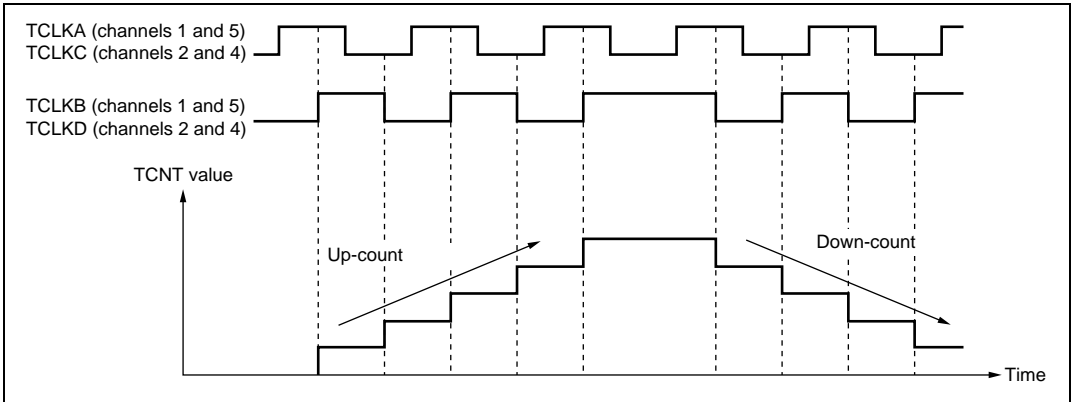 TCLKA (channels 1 and 5)
TCLKC (channels 2 and 4)
TCLKB (channels 1 and 5)
TCLKD (channels 2 and 4)
TCNT value
Up-count
Down-count
Time